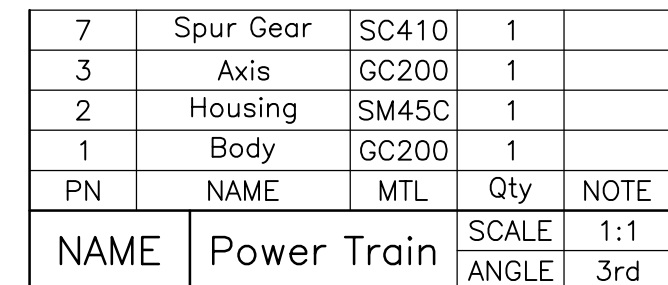 7 Spur Gear SC410 1
3 Axis GC200 1
2 Housing SM45C 1
1 Body GC200 1
PN NAME MTL Qty NOTE
NAME Power Train SCALE 1:1
ANGLE 3rd